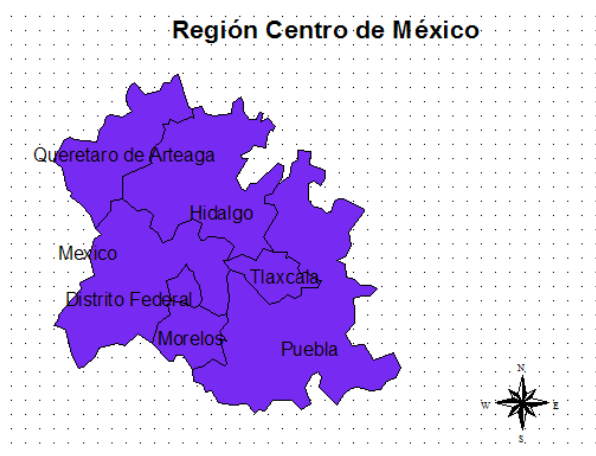 Región Centro de México
Queretaro de Arteaga
Hidalgo
Mexico
Tlaxcala
Distrito Federal
Morelos
Puebla
N
W E
S